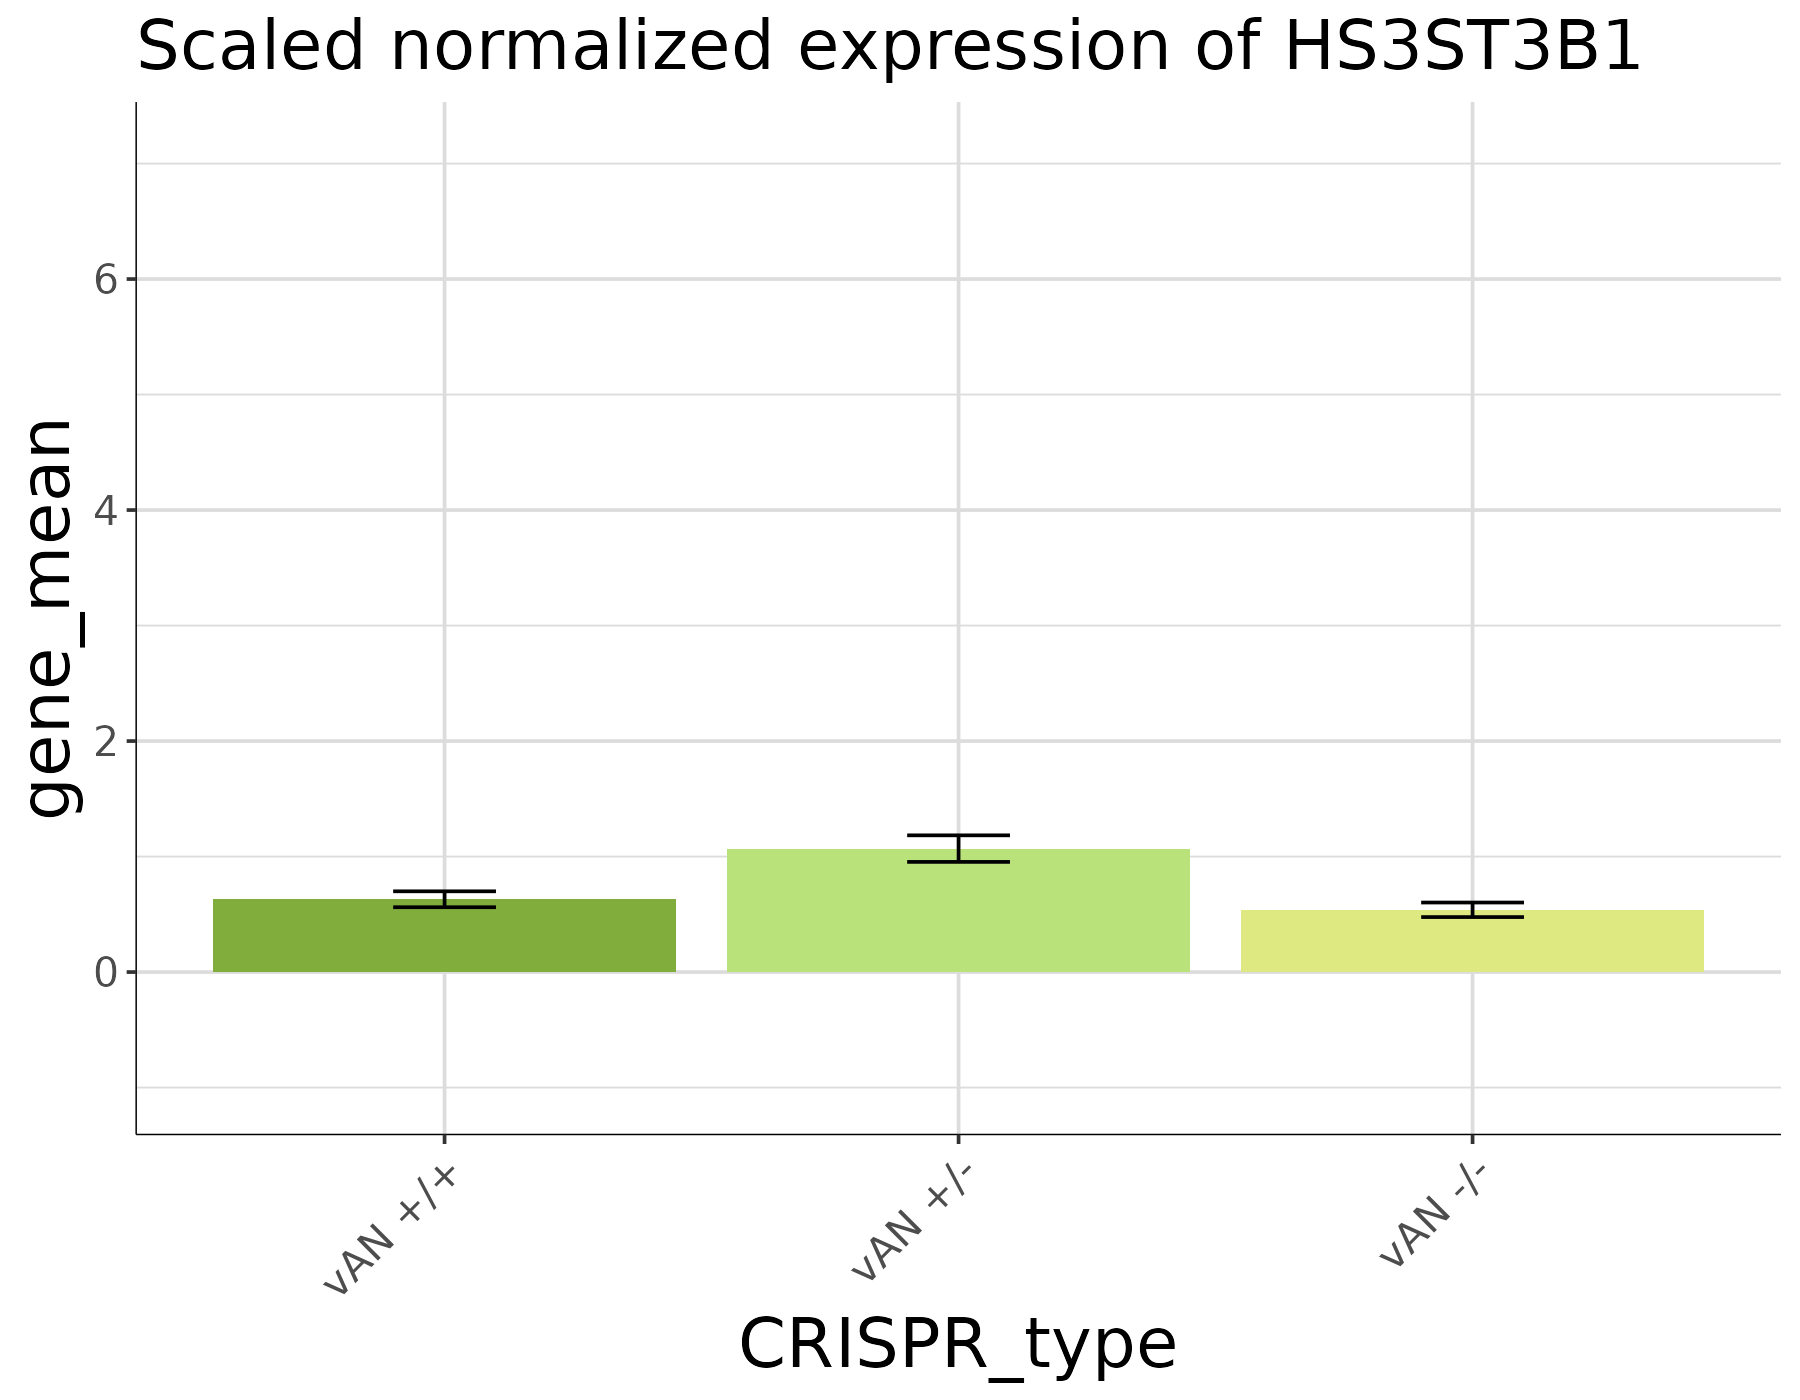 Scaled normalized expression of HS3ST3B1
gene_mean
6
4
2
0
vAN +/+
vAN +/-
vAN -/-
CRISPR_type